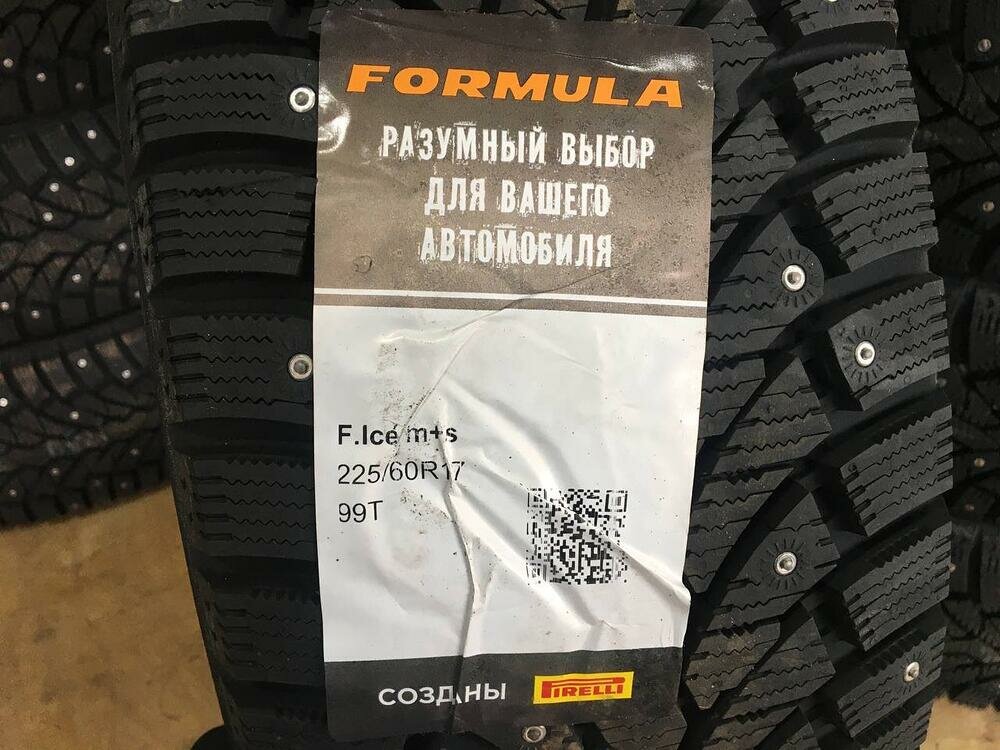 FORMULA
РАЗУМНЫЙ ВЫБОР
ДЛЯ ВАШЕГО
АВТОМОБИЛЯ
F.Ice m+s
225/60R17
99T
СОЗДАНЫ PIRELLI